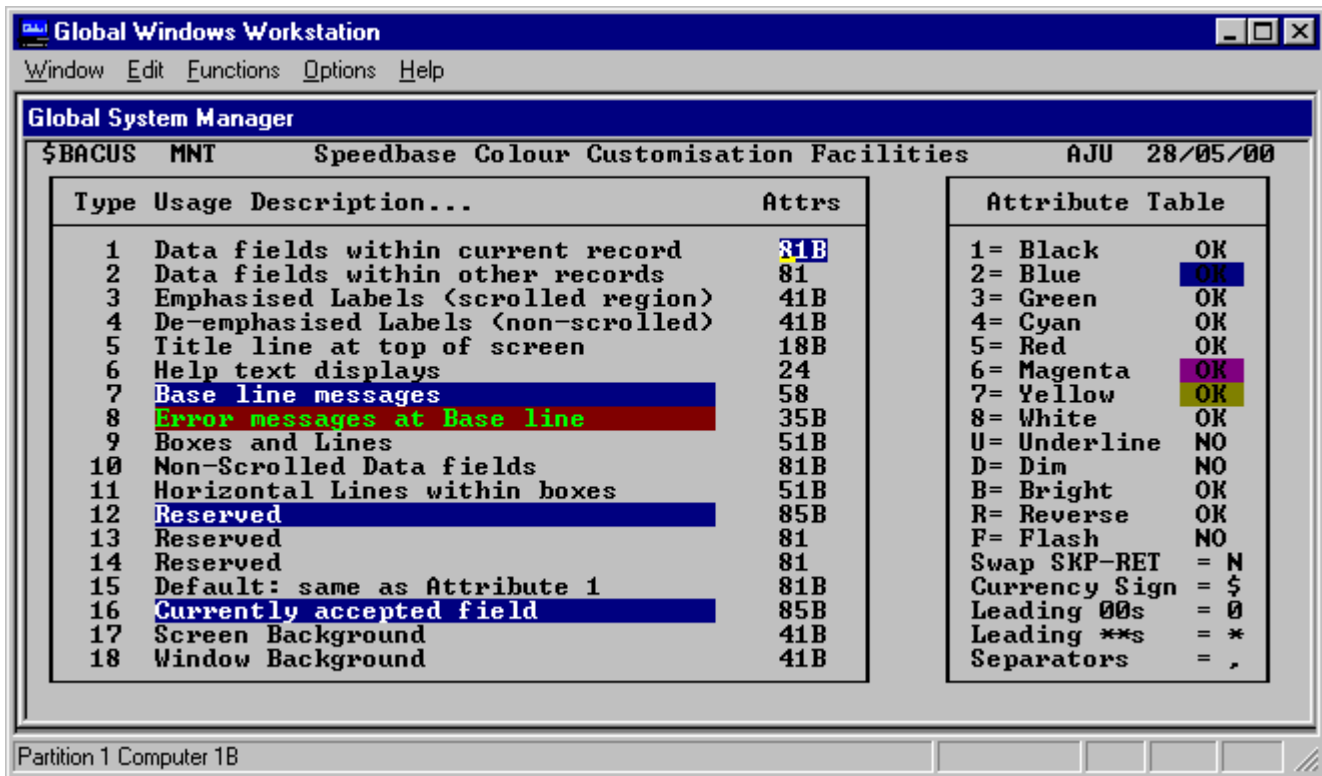 Global Windows Workstation
Window Edit Functions Options Help
Global System Manager
$BACUS MNT Speedbase Colour Customisation Facilities AJU 28/05/00
Type Usage Description... Attrs
1 Data fields within current record 81B
2 Data fields within other records 81
3 Emphasised Labels (scrolled region) 41B
4 De-emphasised Labels (non-scrolled) 41B
5 Title line at top of screen 18B
6 Help text displays 24
7 Base line messages 58
8 Error messages at Base line 35B
9 Boxes and Lines 51B
10 Non-Scrolled Data fields 81B
11 Horizontal Lines within boxes 51B
12 Reserved 85B
13 Reserved 81
14 Reserved 81
15 Default: same as Attribute 1 81B
16 Currently accepted field 85B
17 Screen Background 41B
18 Window Background 41B
Attribute Table
1= Black OK
2= Blue OK
3= Green OK
4= Cyan OK
5= Red OK
6= Magenta OK
7= Yellow OK
8= White OK
U= Underline NO
D= Dim NO
B= Bright OK
R= Reverse OK
F= Flash NO
Swap SKP-RET = N
Currency Sign = $
Leading 00s = 0
Leading **s = *
Separators = ,
Partition 1 Computer 1B